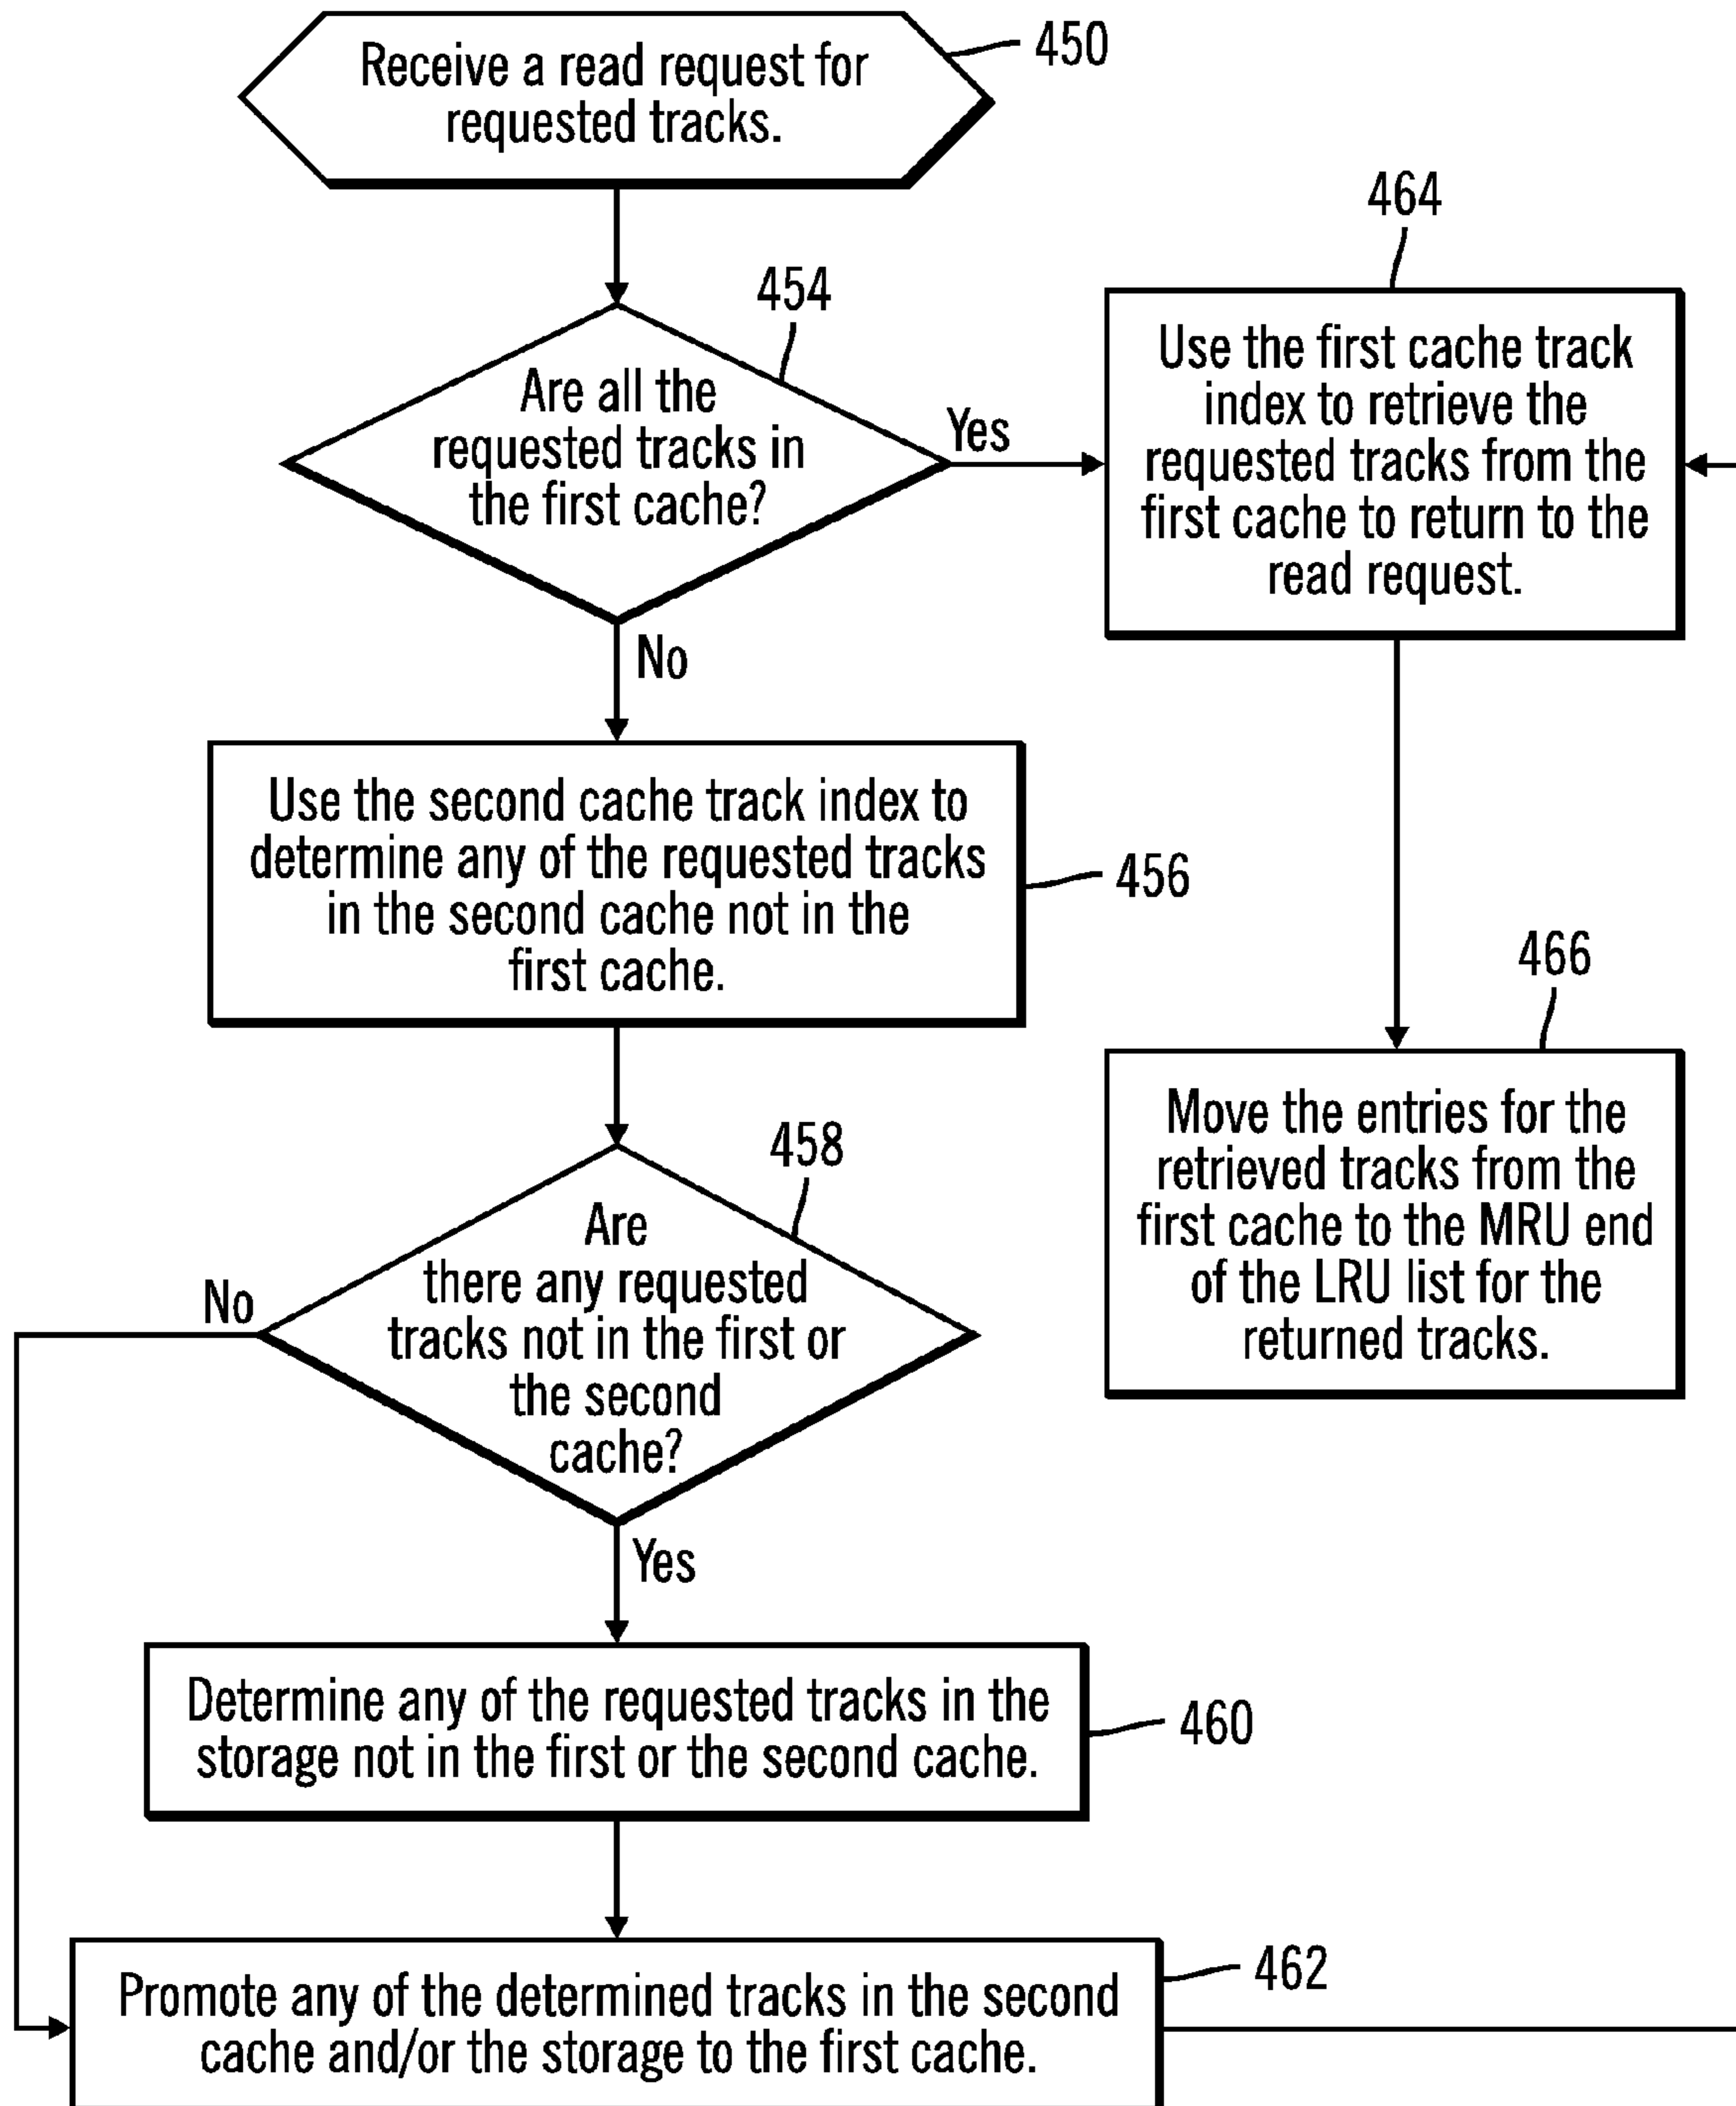 Receive a read request for
requested tracks.
450
454
Are all the
requested tracks in
the first cache?
Yes
No
464
Use the first cache track
index to retrieve the
requested tracks from the
first cache to return to the
read request.
Use the second cache track index to
determine any of the requested tracks
in the second cache not in the
first cache.
456
466
Move the entries for the
retrieved tracks from the
first cache to the MRU end
of the LRU list for the
returned tracks.
458
Are
there any requested
tracks not in the first or
the second
cache?
No
Yes
Determine any of the requested tracks in the
storage not in the first or the second cache.
460
Promote any of the determined tracks in the second
cache and/or the storage to the first cache.
462